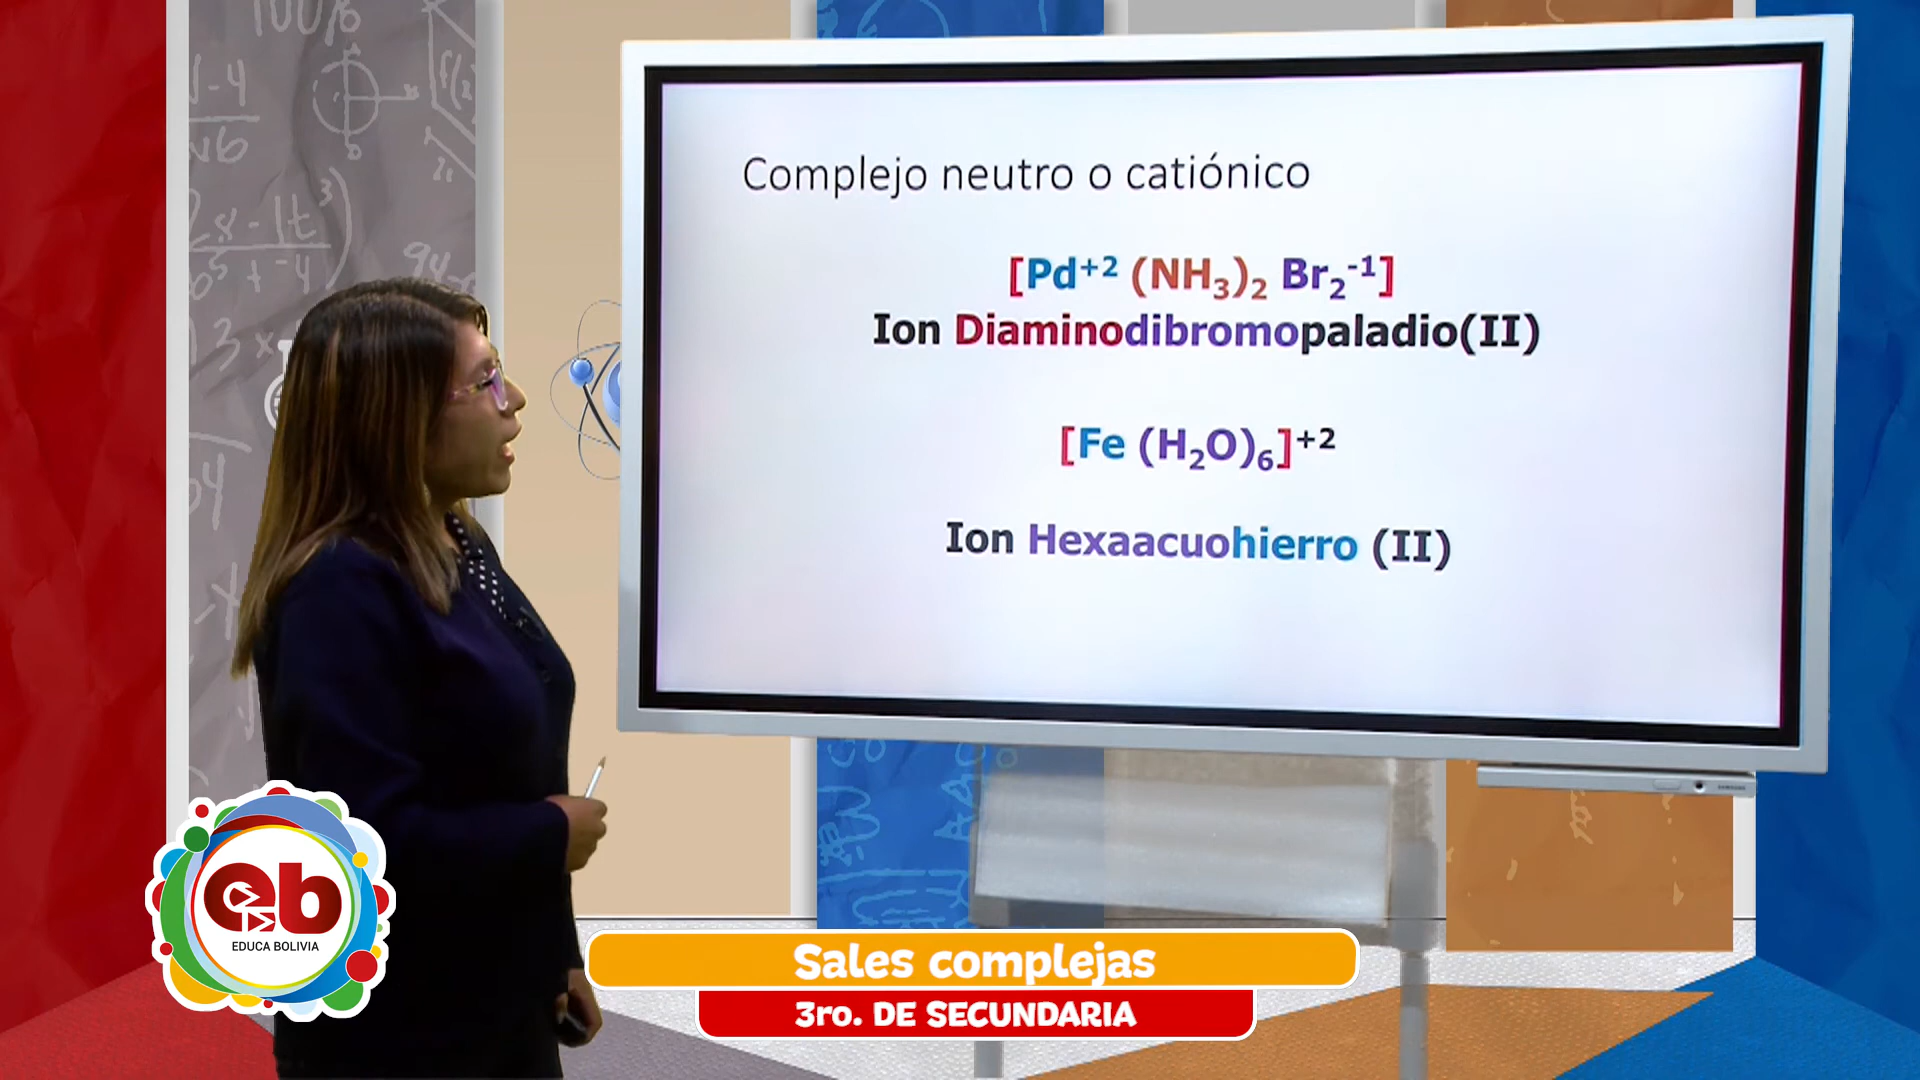 Complejo neutro o catiónico
[Pd⁺² (NH₃)₂ Br₂⁻¹]
Ion Diaminodibromopaladio(II)
[Fe (H₂O)₆]⁺²
Ion Hexaacuohierro (II)
eb
EDUCA BOLIVIA
Sales complejas
3ro. DE SECUNDARIA